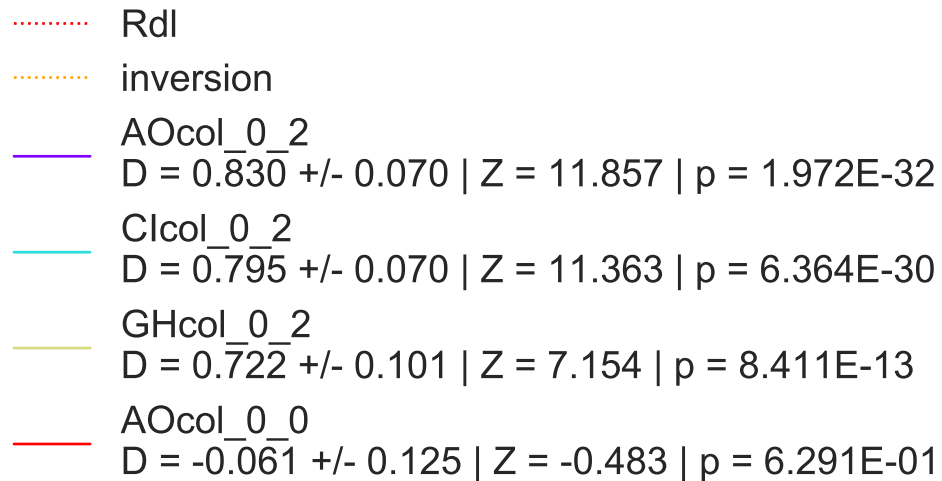 Rdl
inversion
AOcol_0_2
D = 0.830 +/- 0.070 | Z = 11.857 | p = 1.972E-32
CIcol_0_2
D = 0.795 +/- 0.070 | Z = 11.363 | p = 6.364E-30
GHcol_0_2
D = 0.722 +/- 0.101 | Z = 7.154 | p = 8.411E-13
AOcol_0_0
D = -0.061 +/- 0.125 | Z = -0.483 | p = 6.291E-01